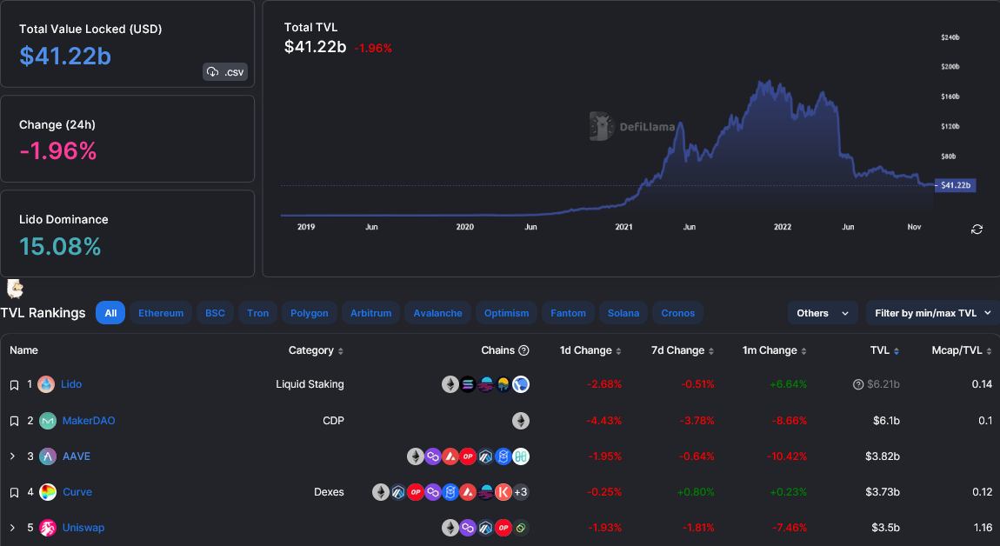 Total Value Locked (USD)
$41.22b
.csv
Change (24h)
-1.96%
Lido Dominance
15.08%
Total TVL
$41.22b -1.96%
$240b
$200b
$160b
$120b
$80b
$41.22b
DefiLlama
2019 Jun 2020 Jun 2021 Jun 2022 Jun Nov
TVL Rankings All Ethereum BSC Tron Polygon Arbitrum Avalanche Optimism Fantom Solana Cronos Others Filter by min/max TVL
Name Category Chains ? 1d Change 7d Change 1m Change TVL Mcap/TVL
1 Lido Liquid Staking -2.68% -0.51% +6.64% ? $6.21b 0.14
2 MakerDAO CDP -4.43% -3.78% -8.66% $6.1b 0.1
3 AAVE OP -1.95% -0.64% -10.42% $3.82b
4 Curve Dexes OP K +3 -0.25% +0.80% +0.23% $3.73b 0.12
5 Uniswap OP -1.93% -1.81% -7.46% $3.5b 1.16